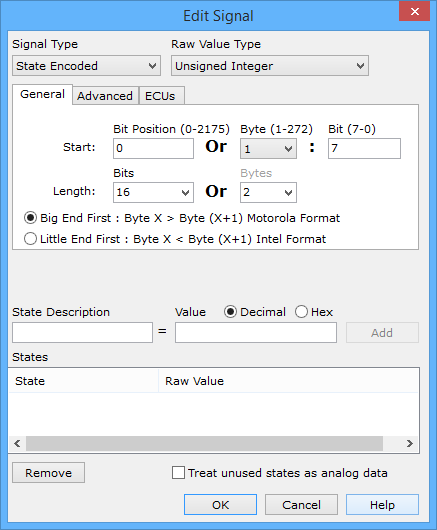 Edit Signal
Signal Type Raw Value Type
State Encoded Unsigned Integer
General Advanced ECUs
Bit Position (0-2175) Byte (1-272) Bit (7-0)
Start: 0 Or 1 : 7
Bits Bytes
Length: 16 Or 2
Big End First : Byte X > Byte (X+1) Motorola Format
Little End First : Byte X < Byte (X+1) Intel Format
State Description Value Decimal Hex
= Add
States
State Raw Value
Remove Treat unused states as analog data
OK Cancel Help